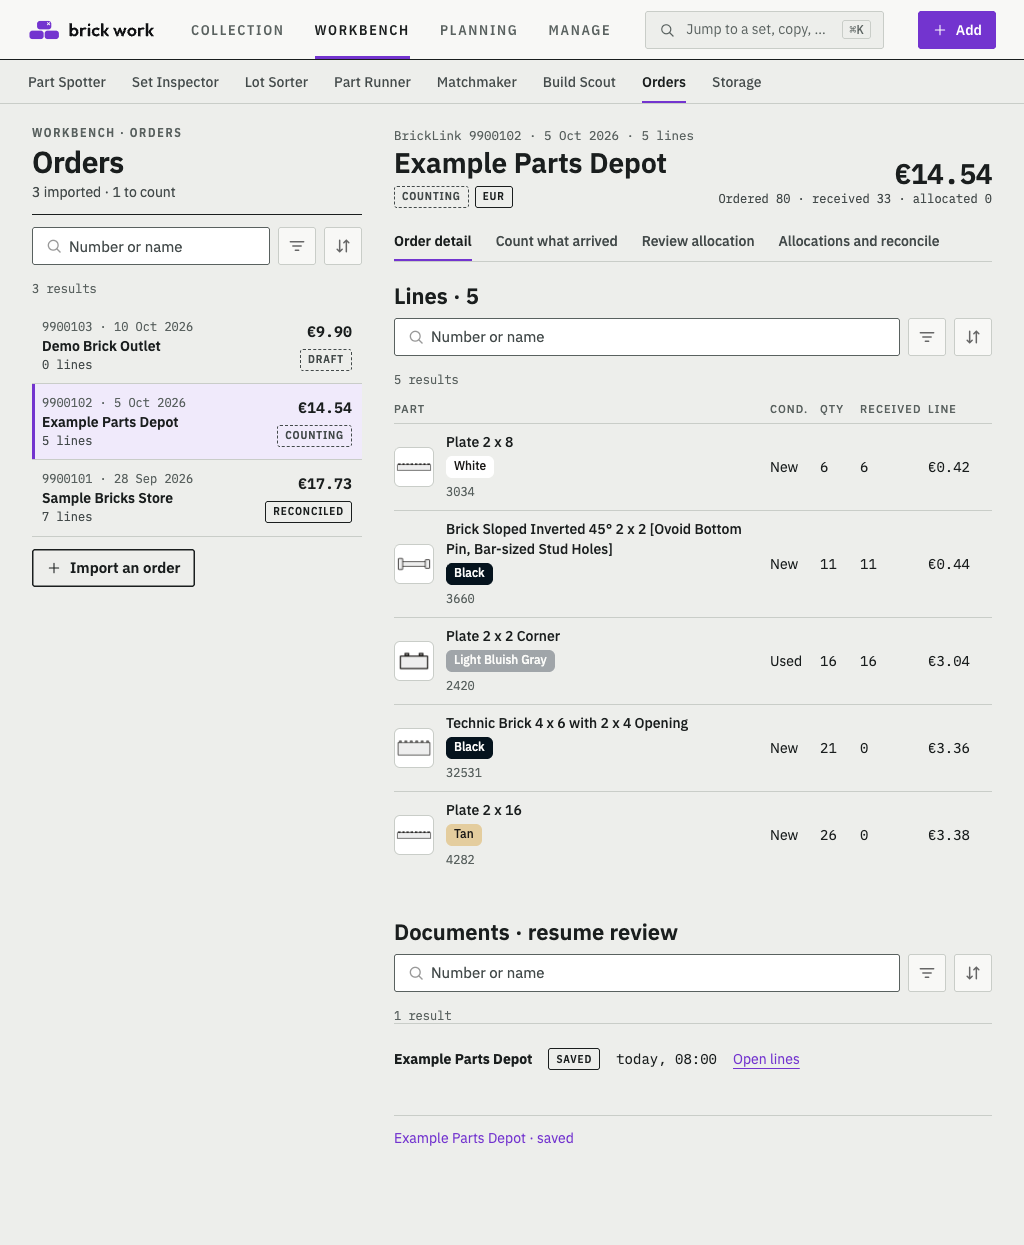 brick work
COLLECTION
WORKBENCH
PLANNING
MANAGE
Jump to a set, copy, ...
⌘K
Add
Part Spotter
Set Inspector
Lot Sorter
Part Runner
Matchmaker
Build Scout
Orders
Storage
WORKBENCH · ORDERS
Orders
3 imported · 1 to count
Number or name
3 results
9900103 · 10 Oct 2026
Demo Brick Outlet
0 lines
€9.90
DRAFT
9900102 · 5 Oct 2026
Example Parts Depot
5 lines
€14.54
COUNTING
9900101 · 28 Sep 2026
Sample Bricks Store
7 lines
€17.73
RECONCILED
Import an order
BrickLink 9900102 · 5 Oct 2026 · 5 lines
Example Parts Depot
COUNTING
EUR
€14.54
Ordered 80 · received 33 · allocated 0
Order detail
Count what arrived
Review allocation
Allocations and reconcile
Lines · 5
Number or name
5 results
PART COND. QTY RECEIVED LINE
Plate 2 x 8
White
3034
New 6 6 €0.42
Brick Sloped Inverted 45° 2 x 2 [Ovoid Bottom
Pin, Bar-sized Stud Holes]
Black
3660
New 11 11 €0.44
Plate 2 x 2 Corner
Light Bluish Gray
2420
Used 16 16 €3.04
Technic Brick 4 x 6 with 2 x 4 Opening
Black
32531
New 21 0 €3.36
Plate 2 x 16
Tan
4282
New 26 0 €3.38
Documents · resume review
Number or name
1 result
Example Parts Depot SAVED today, 08:00 Open lines
Example Parts Depot · saved